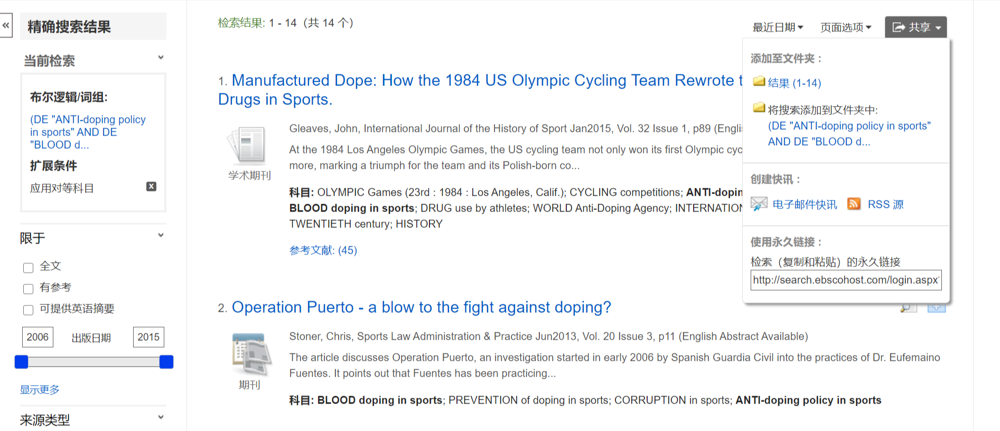 精确搜索结果
当前检索
布尔逻辑/词组:
(DE "ANTI-doping policy
in sports" AND DE
"BLOOD d...
扩展条件
应用对等科目
限于
全文
有参考
可提供英语摘要
2006 出版日期 2015
显示更多
来源类型
检索结果: 1 - 14（共 14 个）
最近日期 页面选项 共享
1. Manufactured Dope: How the 1984 US Olympic Cycling Team Rewrote t
Drugs in Sports.
学术期刊
Gleaves, John, International Journal of the History of Sport Jan2015, Vol. 32 Issue 1, p89 (Engli
At the 1984 Los Angeles Olympic Games, the US cycling team not only won its first Olympic cyc
more, marking a triumph for the team and its Polish-born co...
科目: OLYMPIC Games (23rd : 1984 : Los Angeles, Calif.); CYCLING competitions; ANTI-dopin
BLOOD doping in sports; DRUG use by athletes; WORLD Anti-Doping Agency; INTERNATION
TWENTIETH century; HISTORY
参考文献: (45)
2. Operation Puerto - a blow to the fight against doping?
期刊
Stoner, Chris, Sports Law Administration & Practice Jun2013, Vol. 20 Issue 3, p11 (English Abstract Available)
The article discusses Operation Puerto, an investigation started in early 2006 by Spanish Guardia Civil into the practices of Dr. Eufemaino
Fuentes. It points out that Fuentes has been practicing...
科目: BLOOD doping in sports; PREVENTION of doping in sports; CORRUPTION in sports; ANTI-doping policy in sports
添加至文件夹：
结果 (1-14)
将搜索添加到文件夹中:
(DE "ANTI-doping policy in sports"
AND DE "BLOOD d...
创建快讯：
电子邮件快讯 RSS 源
使用永久链接：
检索（复制和粘贴）的永久链接
http://search.ebscohost.com/login.aspx